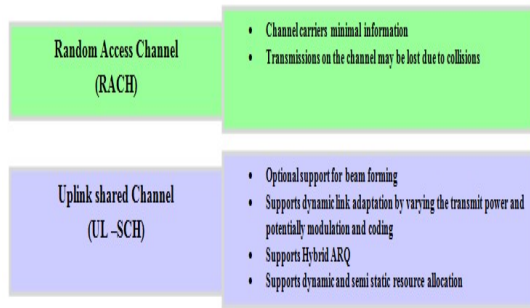 Random Access Channel
(RACH)
• Channel carriers minimal information
• Transmissions on the channel may be lost due to collisions
Uplink shared Channel
(UL –SCH)
• Optional support for beam forming
• Supports dynamic link adaptation by varying the transmit power and
potentially modulation and coding
• Supports Hybrid ARQ
• Supports dynamic and semi static resource allocation